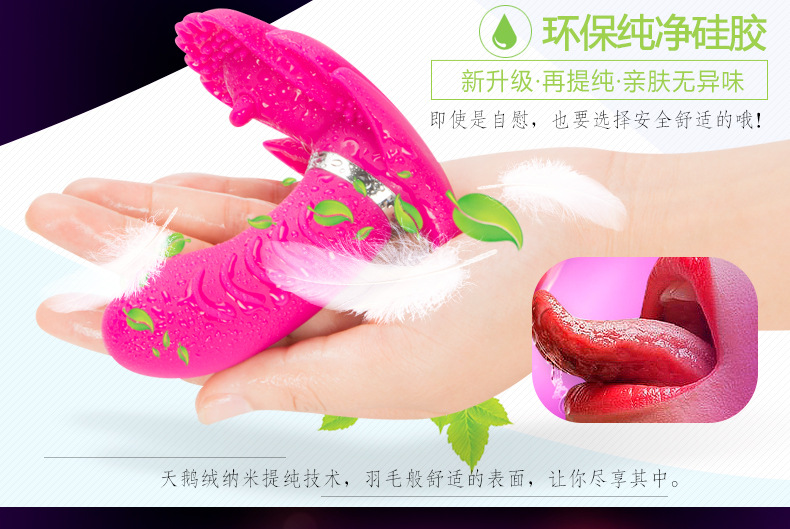 环保纯净硅胶
新升级·再提纯·亲肤无异味
即使是自慰，也要选择安全舒适的哦!
天鹅绒纳米提纯技术，羽毛般舒适的表面，让你尽享其中。